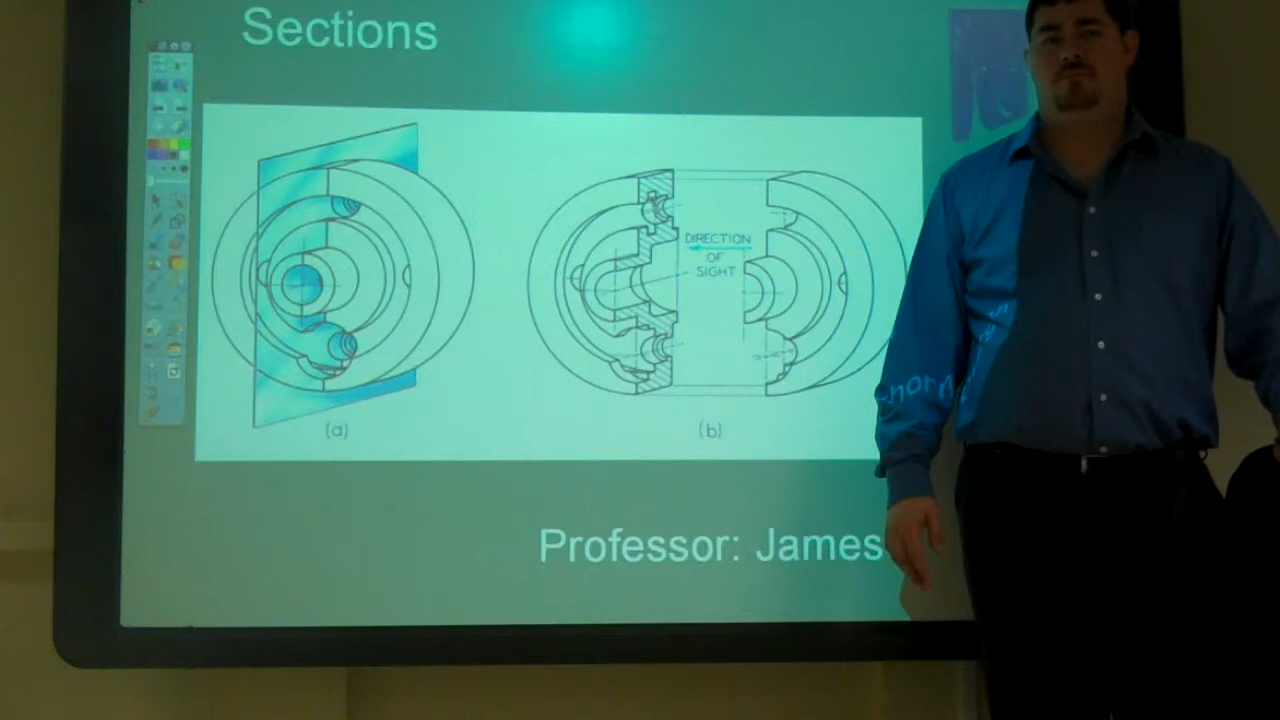 Sections
DIRECTION
OF
SIGHT
(a)
(b)
Professor: James